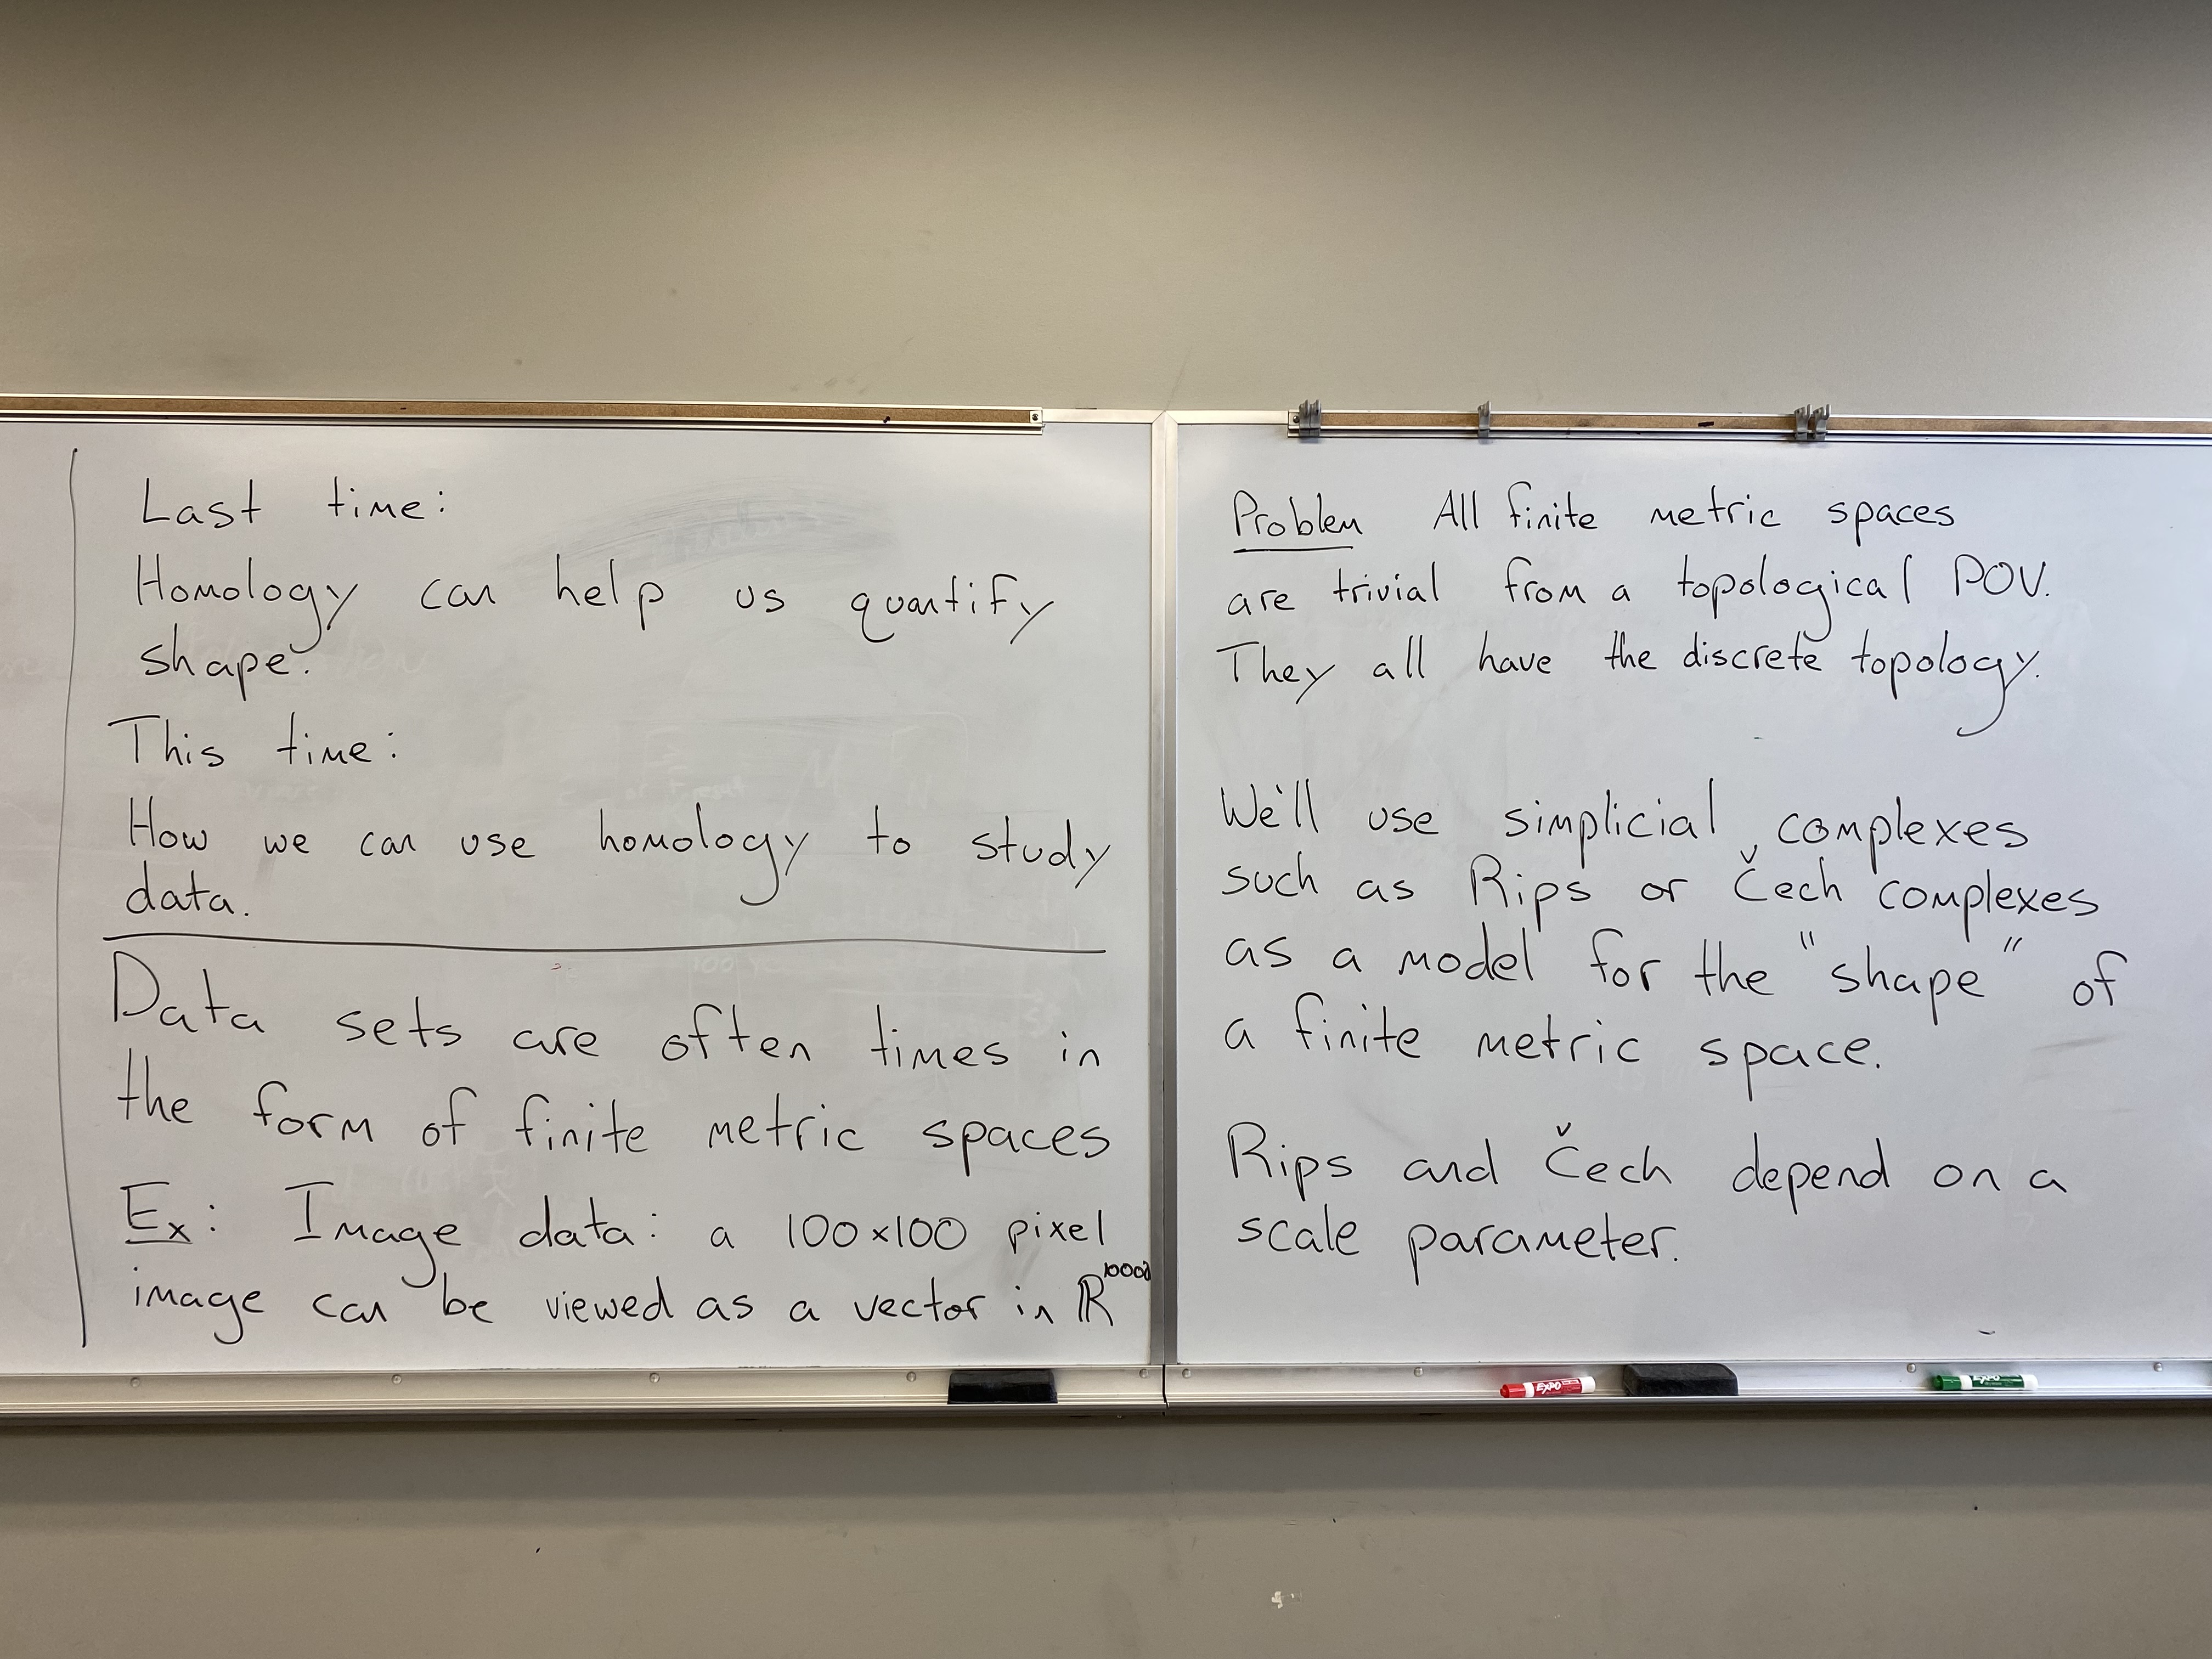 Last time:
Homology can help us quantify
shape.
This time:
How we can use homology to study
data.
Data sets are often times in
the form of finite metric spaces
Ex: Image data: a 100×100 pixel
image can be viewed as a vector in ℝ¹⁰⁰⁰⁰
Problem All finite metric spaces
are trivial from a topological POV.
They all have the discrete topology.
We'll use simplicial complexes
such as Rips or Čech complexes
as a model for the "shape" of
a finite metric space.
Rips and Čech depend on a
scale parameter.
EXPO
EXPO